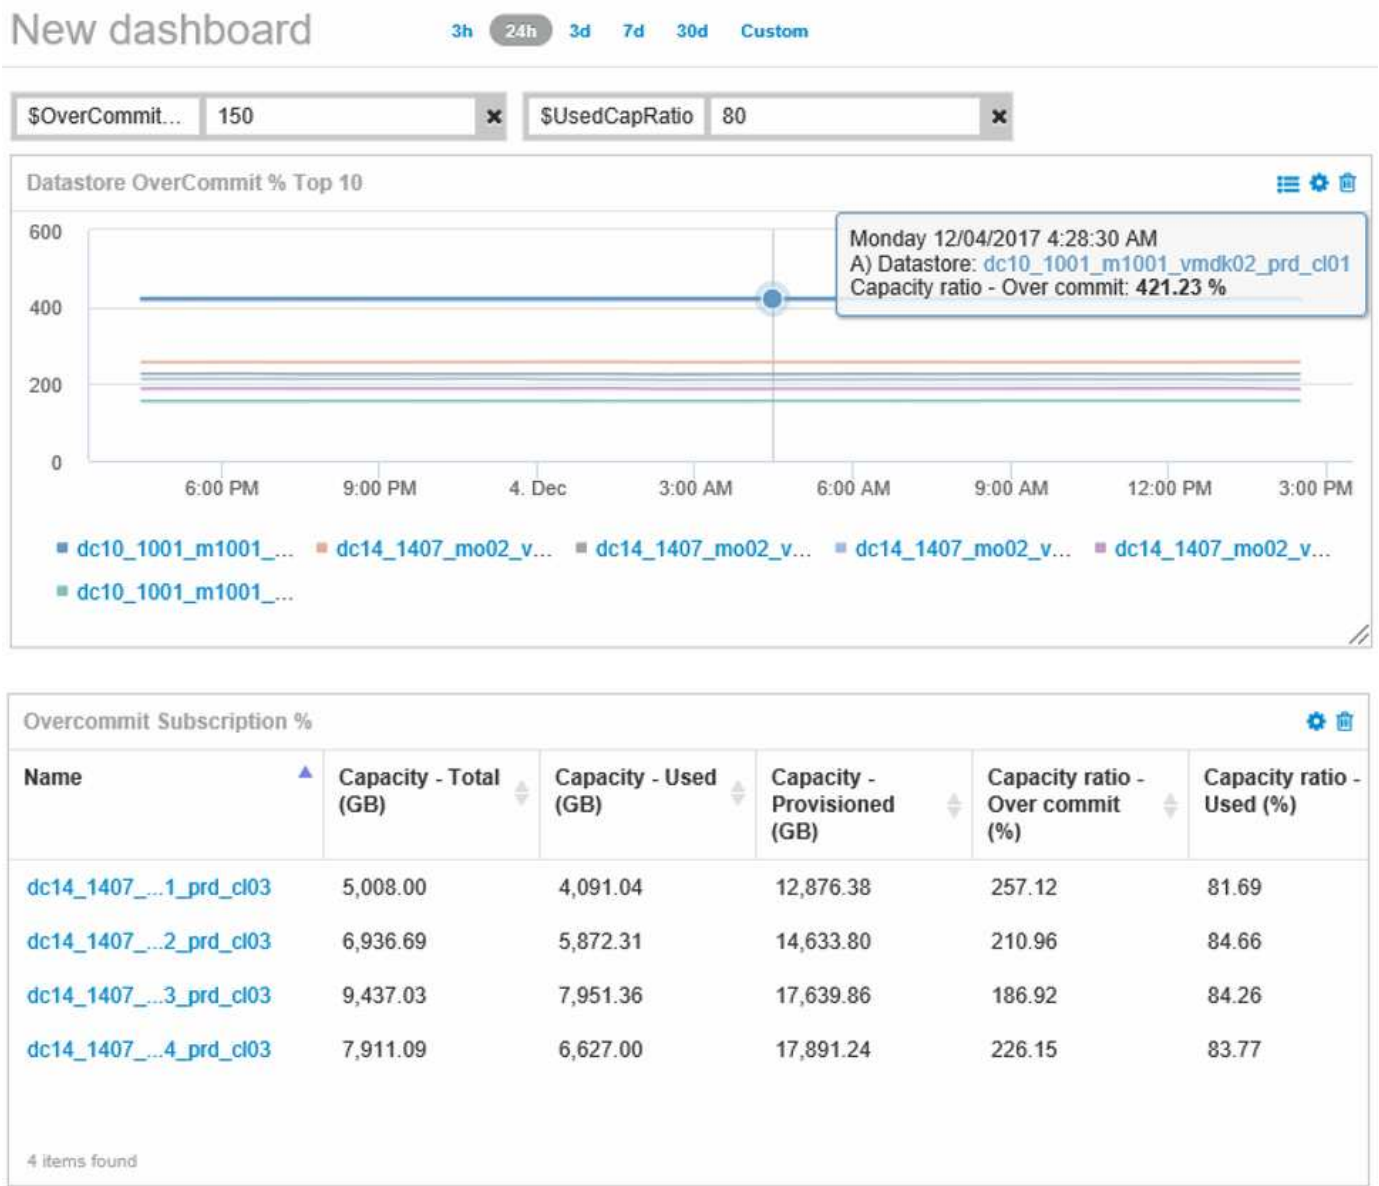 New dashboard 3h 24h 3d 7d 30d Custom
$OverCommit... 150 $UsedCapRatio 80
Datastore OverCommit % Top 10
Monday 12/04/2017 4:28:30 AM
A) Datastore: dc10_1001_m1001_vmdk02_prd_cl01
Capacity ratio - Over commit: 421.23 %
600
400
200
0
6:00 PM 9:00 PM 4. Dec 3:00 AM 6:00 AM 9:00 AM 12:00 PM 3:00 PM
dc10_1001_m1001_... dc14_1407_mo02_v... dc14_1407_mo02_v... dc14_1407_mo02_v... dc14_1407_mo02_v...
dc10_1001_m1001_...
Overcommit Subscription %
Name Capacity - Total (GB) Capacity - Used (GB) Capacity - Provisioned (GB) Capacity ratio - Over commit (%) Capacity ratio - Used (%)
dc14_1407_...1_prd_cl03 5,008.00 4,091.04 12,876.38 257.12 81.69
dc14_1407_...2_prd_cl03 6,936.69 5,872.31 14,633.80 210.96 84.66
dc14_1407_...3_prd_cl03 9,437.03 7,951.36 17,639.86 186.92 84.26
dc14_1407_...4_prd_cl03 7,911.09 6,627.00 17,891.24 226.15 83.77
4 items found